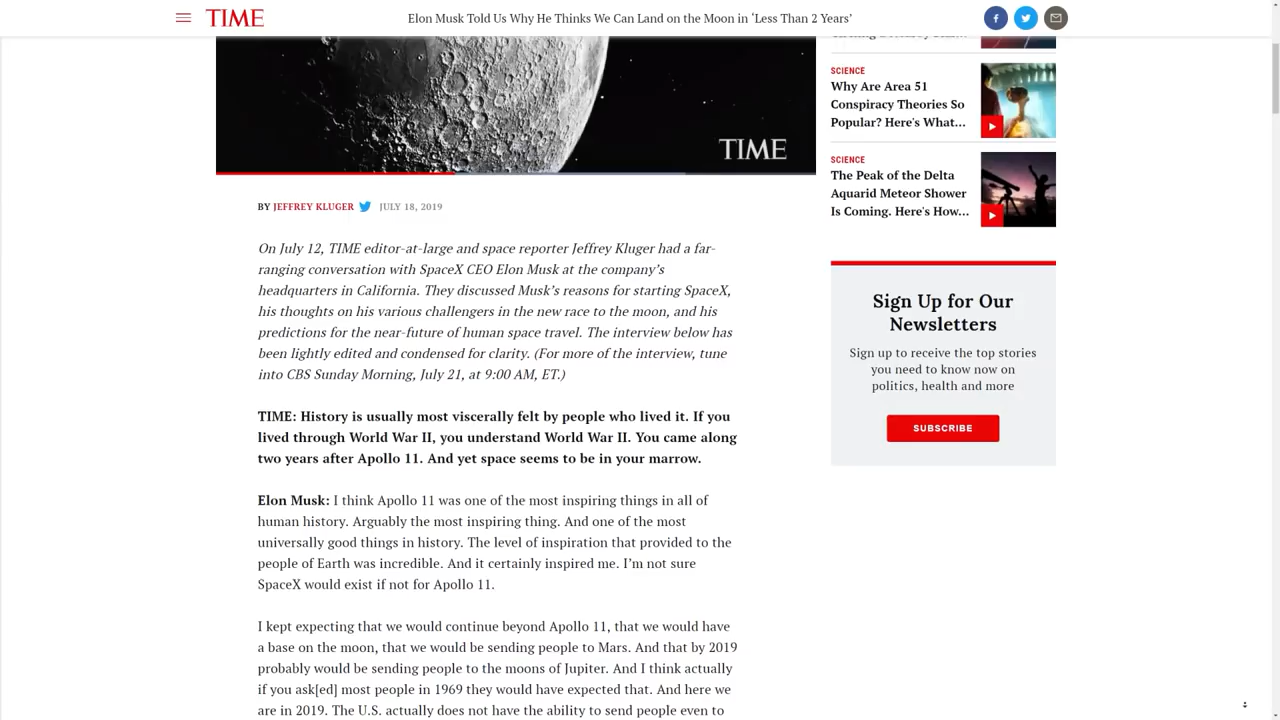 TIME
Elon Musk Told Us Why He Thinks We Can Land on the Moon in ‘Less Than 2 Years’
TIME
BY JEFFREY KLUGER JULY 18, 2019
On July 12, TIME editor-at-large and space reporter Jeffrey Kluger had a far-
ranging conversation with SpaceX CEO Elon Musk at the company’s
headquarters in California. They discussed Musk’s reasons for starting SpaceX,
his thoughts on his various challengers in the new race to the moon, and his
predictions for the near-future of human space travel. The interview below has
been lightly edited and condensed for clarity. (For more of the interview, tune
into CBS Sunday Morning, July 21, at 9:00 AM, ET.)
TIME: History is usually most viscerally felt by people who lived it. If you
lived through World War II, you understand World War II. You came along
two years after Apollo 11. And yet space seems to be in your marrow.
Elon Musk: I think Apollo 11 was one of the most inspiring things in all of
human history. Arguably the most inspiring thing. And one of the most
universally good things in history. The level of inspiration that provided to the
people of Earth was incredible. And it certainly inspired me. I’m not sure
SpaceX would exist if not for Apollo 11.
I kept expecting that we would continue beyond Apollo 11, that we would have
a base on the moon, that we would be sending people to Mars. And that by 2019
probably would be sending people to the moons of Jupiter. And I think actually
if you ask[ed] most people in 1969 they would have expected that. And here we
are in 2019. The U.S. actually does not have the ability to send people even to
SCIENCE
Why Are Area 51
Conspiracy Theories So
Popular? Here's What...
SCIENCE
The Peak of the Delta
Aquarid Meteor Shower
Is Coming. Here's How...
Sign Up for Our
Newsletters
Sign up to receive the top stories
you need to know now on
politics, health and more
SUBSCRIBE